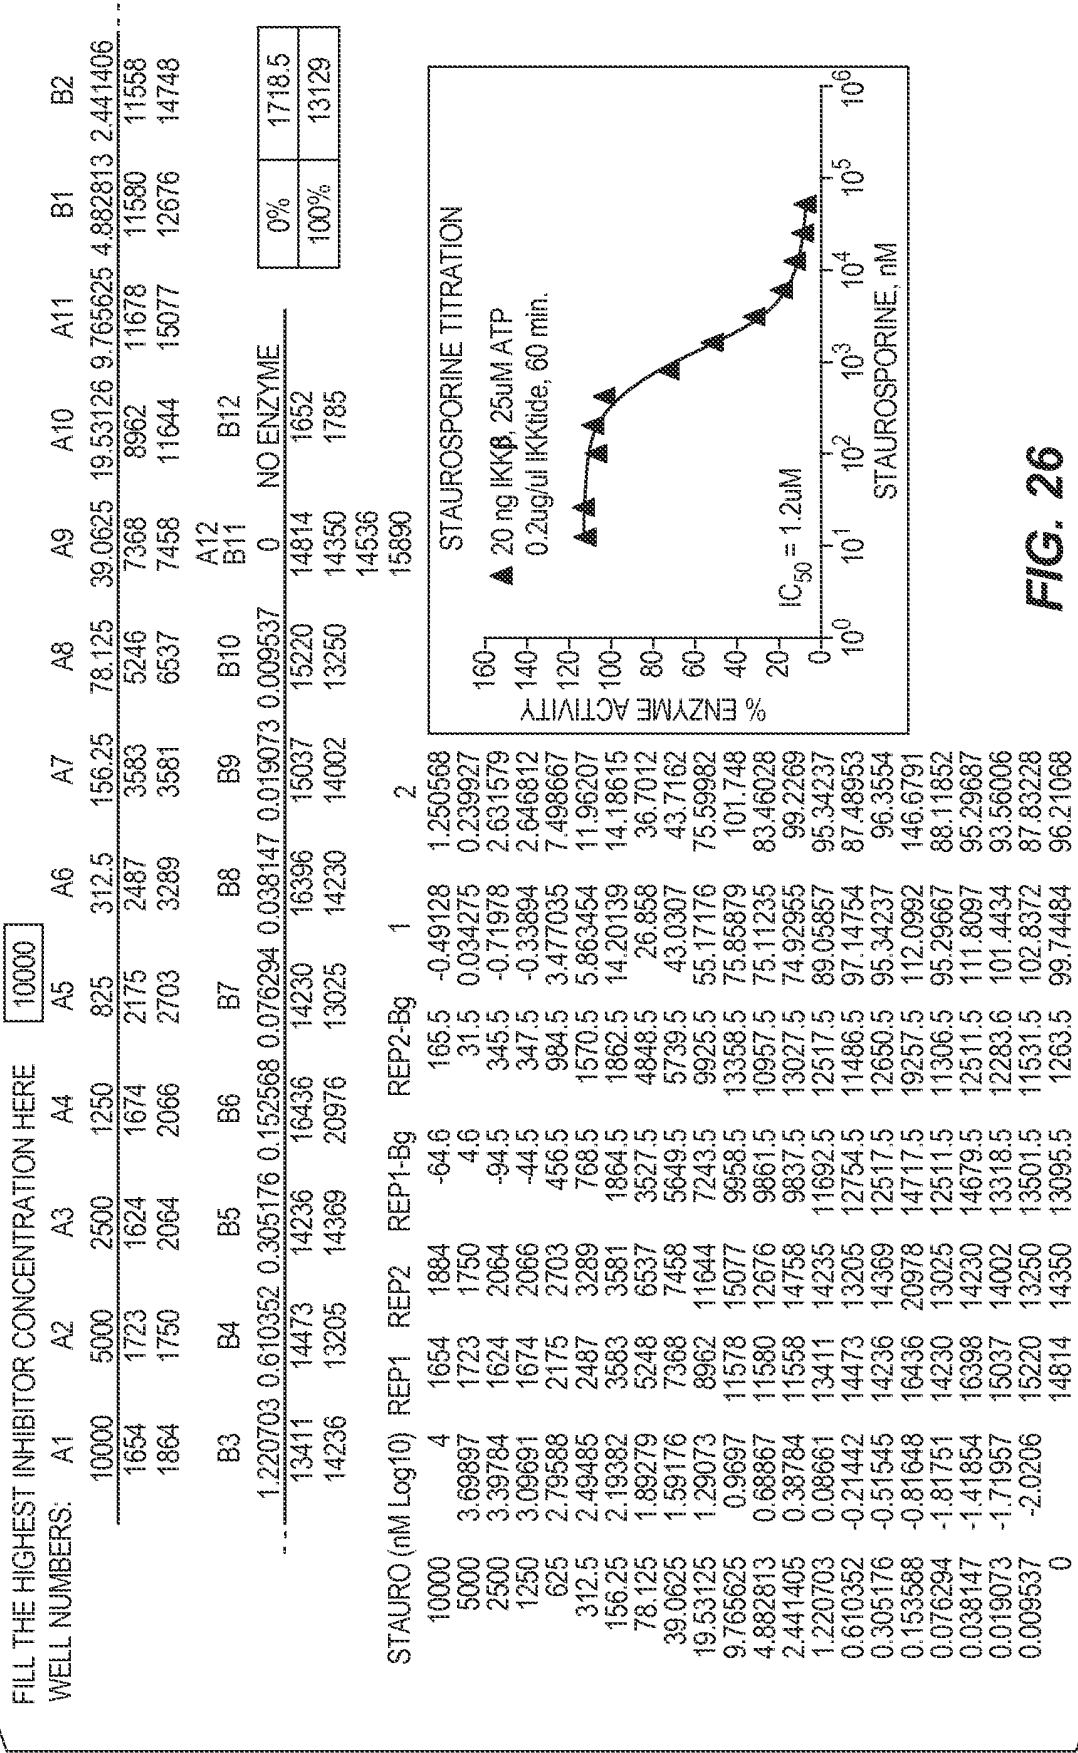 FILL THE HIGHEST INHIBITOR CONCENTRATION HERE 10000
WELL NUMBERS: A1 A2 A3 A4 A5 A6 A7 A8 A9 A10 A11 B1 B2
10000 5000 2500 1250 825 312.5 156.25 78.125 39.0625 19.53126 9.765625 4.882813 2.441406
1654 1723 1624 1674 2175 2487 3583 5246 7368 8962 11678 11580 11558
1864 1750 2064 2066 2703 3289 3581 6537 7458 11644 15077 12676 14748
B3 B4 B5 B6 B7 B8 B9 B10 A12 B11 B12
1.220703 0.610352 0.305176 0.152568 0.076294 0.038147 0.019073 0.009537 0 NO ENZYME
13411 14473 14236 16436 14230 16396 15037 15220 14814 1652
14236 13205 14369 20976 13025 14230 14002 13250 14350 1785
14536
15890
0% 1718.5
100% 13129
STAURO (nM Log10) REP1 REP2 REP1-Bg REP2-Bg 1 2
10000 4 1654 1884 -64.6 165.5 -0.49128 1.250568
5000 3.69897 1723 1750 4.6 31.5 0.034275 0.239927
2500 3.39784 1624 2064 -94.5 345.5 -0.71978 2.631579
1250 3.09691 1674 2066 -44.5 347.5 -0.33894 2.646812
625 2.79588 2175 2703 456.5 984.5 3.477035 7.498667
312.5 2.49485 2487 3289 768.5 1570.5 5.863454 11.96207
156.25 2.19382 3583 3581 1864.5 1862.5 14.20139 14.18615
78.125 1.89279 5248 6537 3527.5 4848.5 26.858 36.7012
39.0625 1.59176 7368 7458 5649.5 5739.5 43.0307 43.7162
19.53125 1.29073 8962 11644 7243.5 9925.5 55.17176 75.59982
9.765625 0.9697 11578 15077 9958.5 13358.5 75.85879 101.748
4.882813 0.68867 11580 12676 9861.5 10957.5 75.11235 83.46028
2.441405 0.38784 11558 14758 9837.5 13027.5 74.92955 99.2269
1.220703 0.08661 13411 14235 11692.5 12517.5 89.05857 95.34237
0.610352 -0.21442 14473 13205 12754.5 11486.5 97.14754 87.48953
0.305176 -0.51545 14236 14369 12517.5 12650.5 95.34237 96.3554
0.153588 -0.81648 16436 20978 14717.5 19257.5 112.0992 146.6791
0.076294 -1.81751 14230 13025 12511.5 11306.5 95.29667 88.11852
0.038147 -1.41854 16398 14230 14679.5 12511.5 111.8097 95.29687
0.019073 -1.71957 15037 14002 13318.5 12283.6 101.4434 93.56006
0.009537 -2.0206 15220 13250 13501.5 11531.5 102.8372 87.83228
0 14814 14350 13095.5 1263.5 99.74484 96.21068
STAUROSPORINE TITRATION
20 ng IKKβ, 25uM ATP
0.2ug/ul IKKtide, 60 min.
% ENZYME ACTIVITY
160
140
120
100
80
60
40
20
0
IC50 = 1.2uM
10^0 10^1 10^2 10^3 10^4 10^5 10^6
STAUROSPORINE, nM
FIG. 26